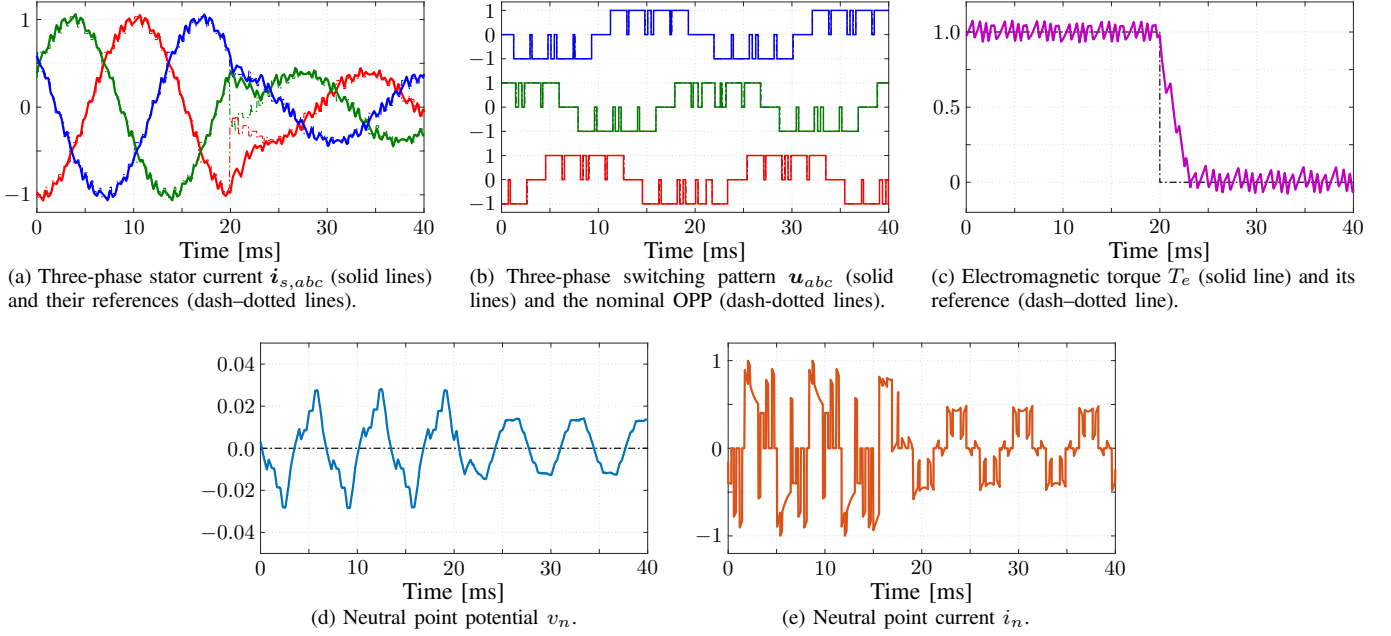 1
0
−1
0 10 20 30 40
Time [ms]
(a) Three-phase stator current i_{s,abc} (solid lines)
and their references (dash–dotted lines).
1
0
−1
1
0
−1
1
0
−1
0 10 20 30 40
Time [ms]
(b) Three-phase switching pattern u_{abc} (solid
lines) and the nominal OPP (dash-dotted lines).
1.0
0.5
0
0 10 20 30 40
Time [ms]
(c) Electromagnetic torque T_e (solid line) and its
reference (dash–dotted line).
0.04
0.02
0.0
−0.02
−0.04
0 10 20 30 40
Time [ms]
(d) Neutral point potential v_n.
1
0
−1
0 10 20 30 40
Time [ms]
(e) Neutral point current i_n.